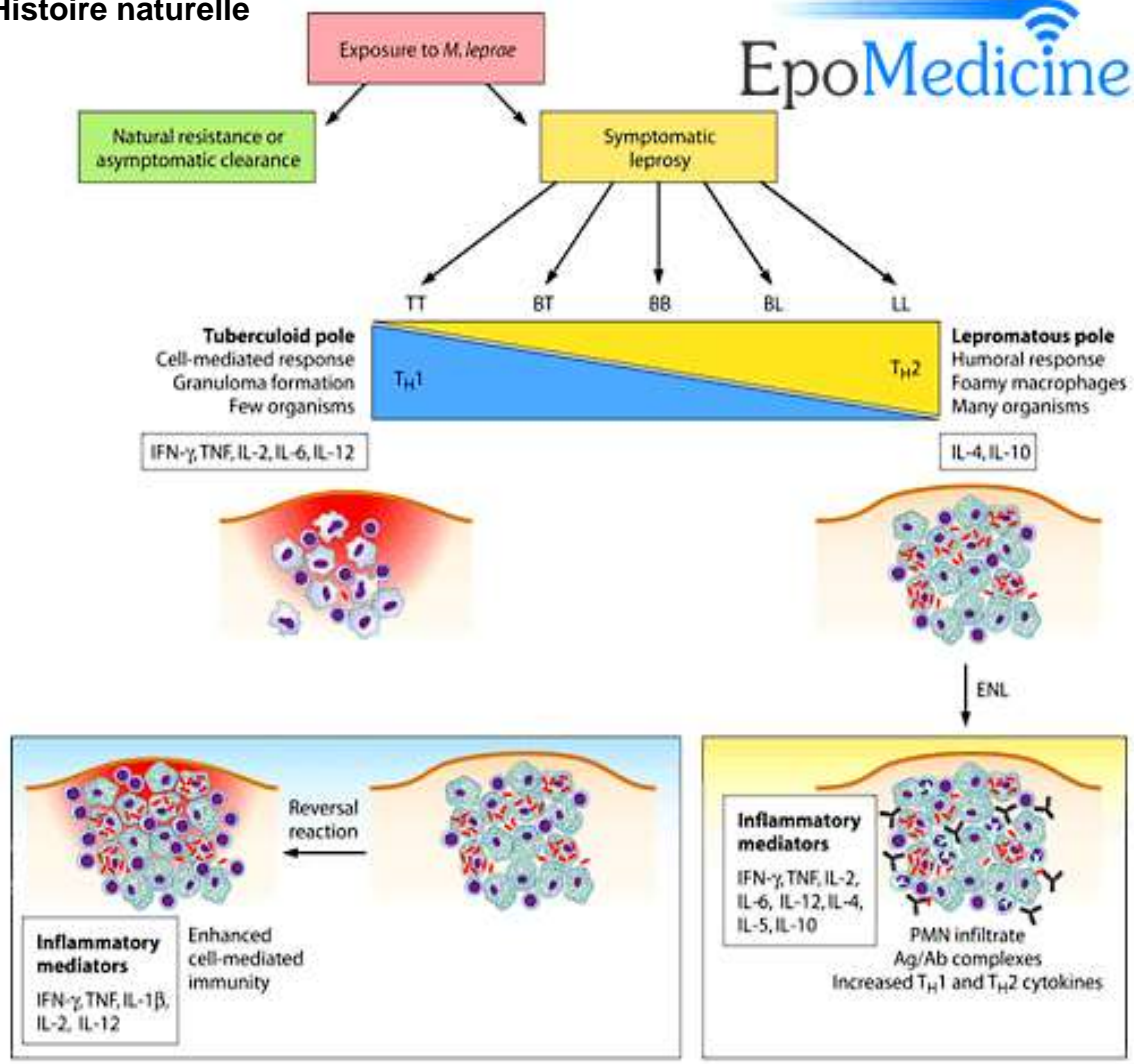 Histoire naturelle
EpoMedicine
Exposure to M. leprae
Natural resistance or
asymptomatic clearance
Symptomatic
leprosy
TT BT BB BL LL
Tuberculoid pole
Cell-mediated response
Granuloma formation
Few organisms
TH1
TH2
Lepromatous pole
Humoral response
Foamy macrophages
Many organisms
IFN-γ, TNF, IL-2, IL-6, IL-12
IL-4, IL-10
ENL
Reversal
reaction
Inflammatory
mediators
IFN-γ, TNF, IL-1β,
IL-2, IL-12
Enhanced
cell-mediated
immunity
Inflammatory
mediators
IFN-γ, TNF, IL-2,
IL-6, IL-12, IL-4,
IL-5, IL-10
PMN infiltrate
Ag/Ab complexes
Increased TH1 and TH2 cytokines